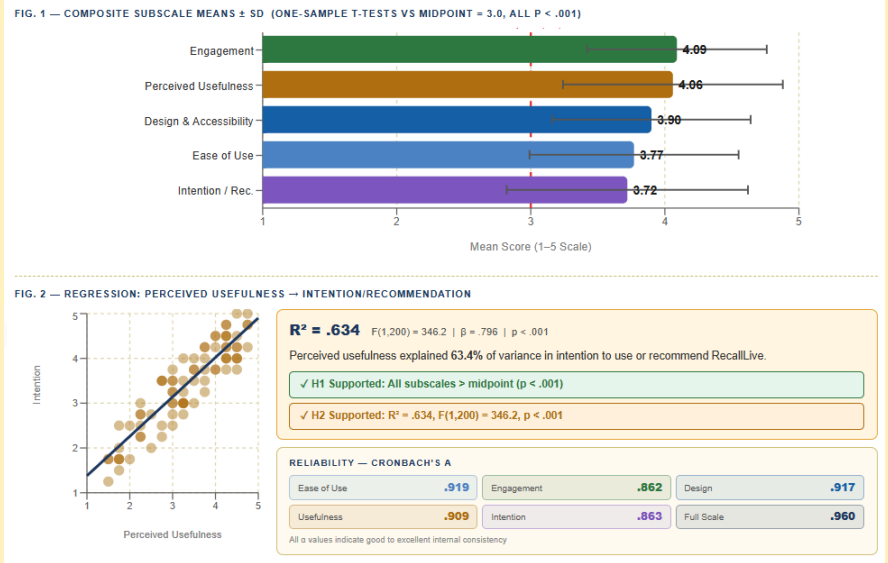 FIG. 1 — COMPOSITE SUBSCALE MEANS ± SD (ONE-SAMPLE T-TESTS VS MIDPOINT = 3.0, ALL P < .001)
Engagement 4.09
Perceived Usefulness 4.06
Design & Accessibility 3.90
Ease of Use 3.77
Intention / Rec. 3.72
1 2 3 4 5
Mean Score (1–5 Scale)
FIG. 2 — REGRESSION: PERCEIVED USEFULNESS → INTENTION/RECOMMENDATION
Intention
5
4
3
2
1
1 2 3 4 5
Perceived Usefulness
R² = .634 F(1,200) = 346.2 | β = .796 | p < .001
Perceived usefulness explained 63.4% of variance in intention to use or recommend RecallLive.
✓ H1 Supported: All subscales > midpoint (p < .001)
✓ H2 Supported: R² = .634, F(1,200) = 346.2, p < .001
RELIABILITY — CRONBACH'S Α
Ease of Use .919 Engagement .862 Design .917
Usefulness .909 Intention .863 Full Scale .960
All α values indicate good to excellent internal consistency